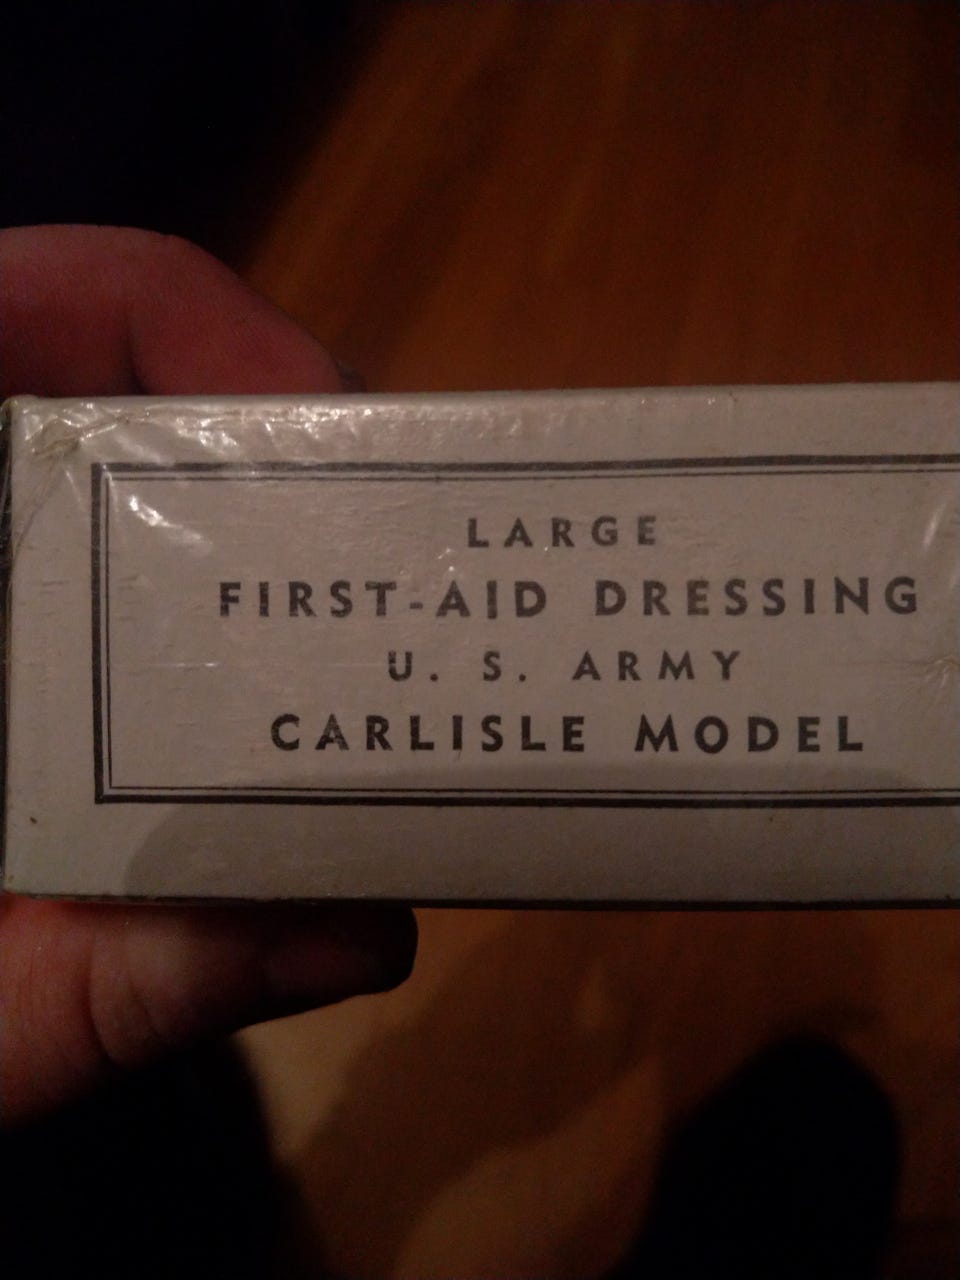 LARGE
FIRST-AID DRESSING
U. S. ARMY
CARLISLE MODEL